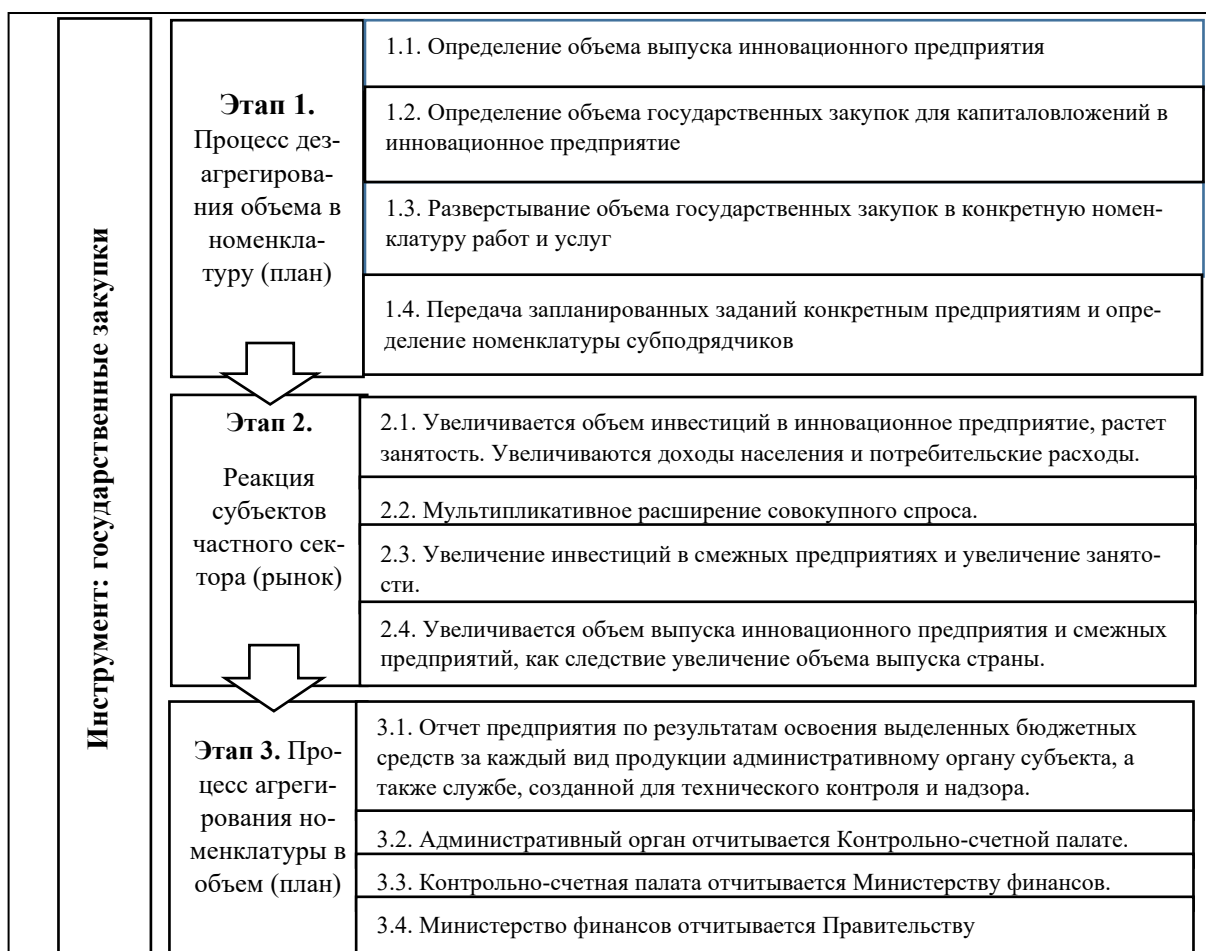 Инструмент: государственные закупки
Этап 1.
Процесс дез-
агрегирова-
ния объема в
номенкла-
туру (план)
1.1. Определение объема выпуска инновационного предприятия
1.2. Определение объема государственных закупок для капиталовложений в
инновационное предприятие
1.3. Разверстывание объема государственных закупок в конкретную номен-
клатуру работ и услуг
1.4. Передача запланированных заданий конкретным предприятиям и опре-
деление номенклатуры субподрядчиков
Этап 2.
Реакция
субъектов
частного сек-
тора (рынок)
2.1. Увеличивается объем инвестиций в инновационное предприятие, растет
занятость. Увеличиваются доходы населения и потребительские расходы.
2.2. Мультипликативное расширение совокупного спроса.
2.3. Увеличение инвестиций в смежных предприятиях и увеличение занято-
сти.
2.4. Увеличивается объем выпуска инновационного предприятия и смежных
предприятий, как следствие увеличение объема выпуска страны.
Этап 3. Про-
цесс агреги-
рования но-
менклатуры в
объем (план)
3.1. Отчет предприятия по результатам освоения выделенных бюджетных
средств за каждый вид продукции административному органу субъекта, а
также службе, созданной для технического контроля и надзора.
3.2. Административный орган отчитывается Контрольно-счетной палате.
3.3. Контрольно-счетная палата отчитывается Министерству финансов.
3.4. Министерство финансов отчитывается Правительству